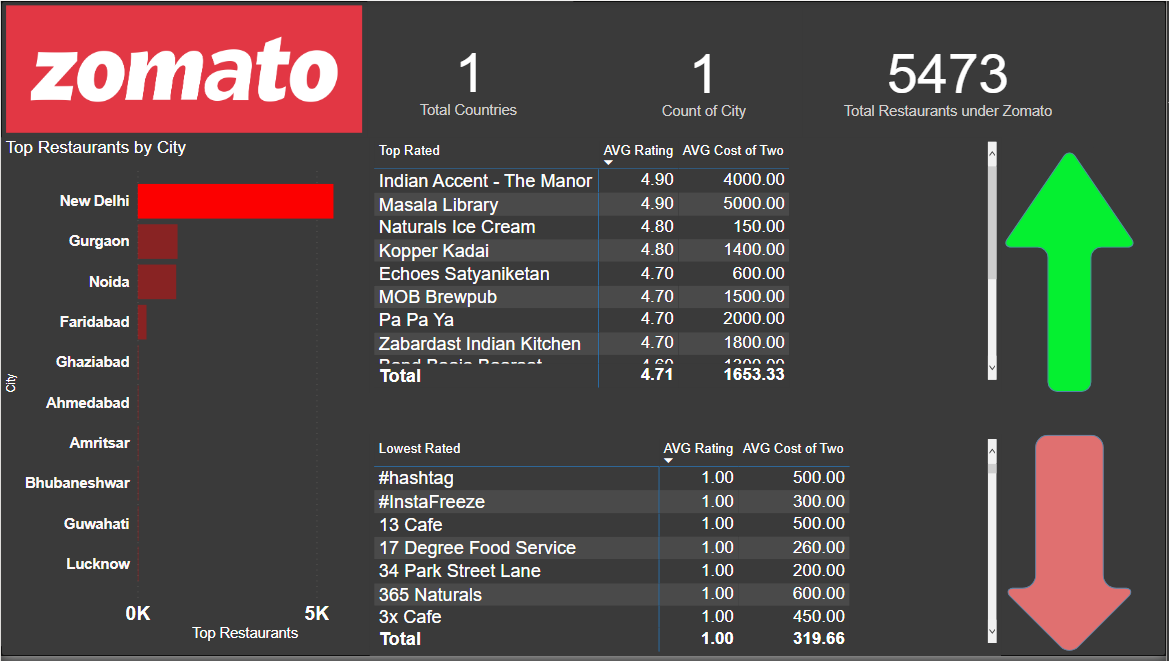 zomato
1
Total Countries
1
Count of City
5473
Total Restaurants under Zomato
Top Restaurants by City
City
New Delhi
Gurgaon
Noida
Faridabad
Ghaziabad
Ahmedabad
Amritsar
Bhubaneshwar
Guwahati
Lucknow
0K 5K
Top Restaurants
Top Rated AVG Rating AVG Cost of Two
Indian Accent - The Manor 4.90 4000.00
Masala Library 4.90 5000.00
Naturals Ice Cream 4.80 150.00
Kopper Kadai 4.80 1400.00
Echoes Satyaniketan 4.70 600.00
MOB Brewpub 4.70 1500.00
Pa Pa Ya 4.70 2000.00
Zabardast Indian Kitchen 4.70 1800.00
Total 4.71 1653.33
Lowest Rated AVG Rating AVG Cost of Two
#hashtag 1.00 500.00
#InstaFreeze 1.00 300.00
13 Cafe 1.00 500.00
17 Degree Food Service 1.00 260.00
34 Park Street Lane 1.00 200.00
365 Naturals 1.00 600.00
3x Cafe 1.00 450.00
Total 1.00 319.66